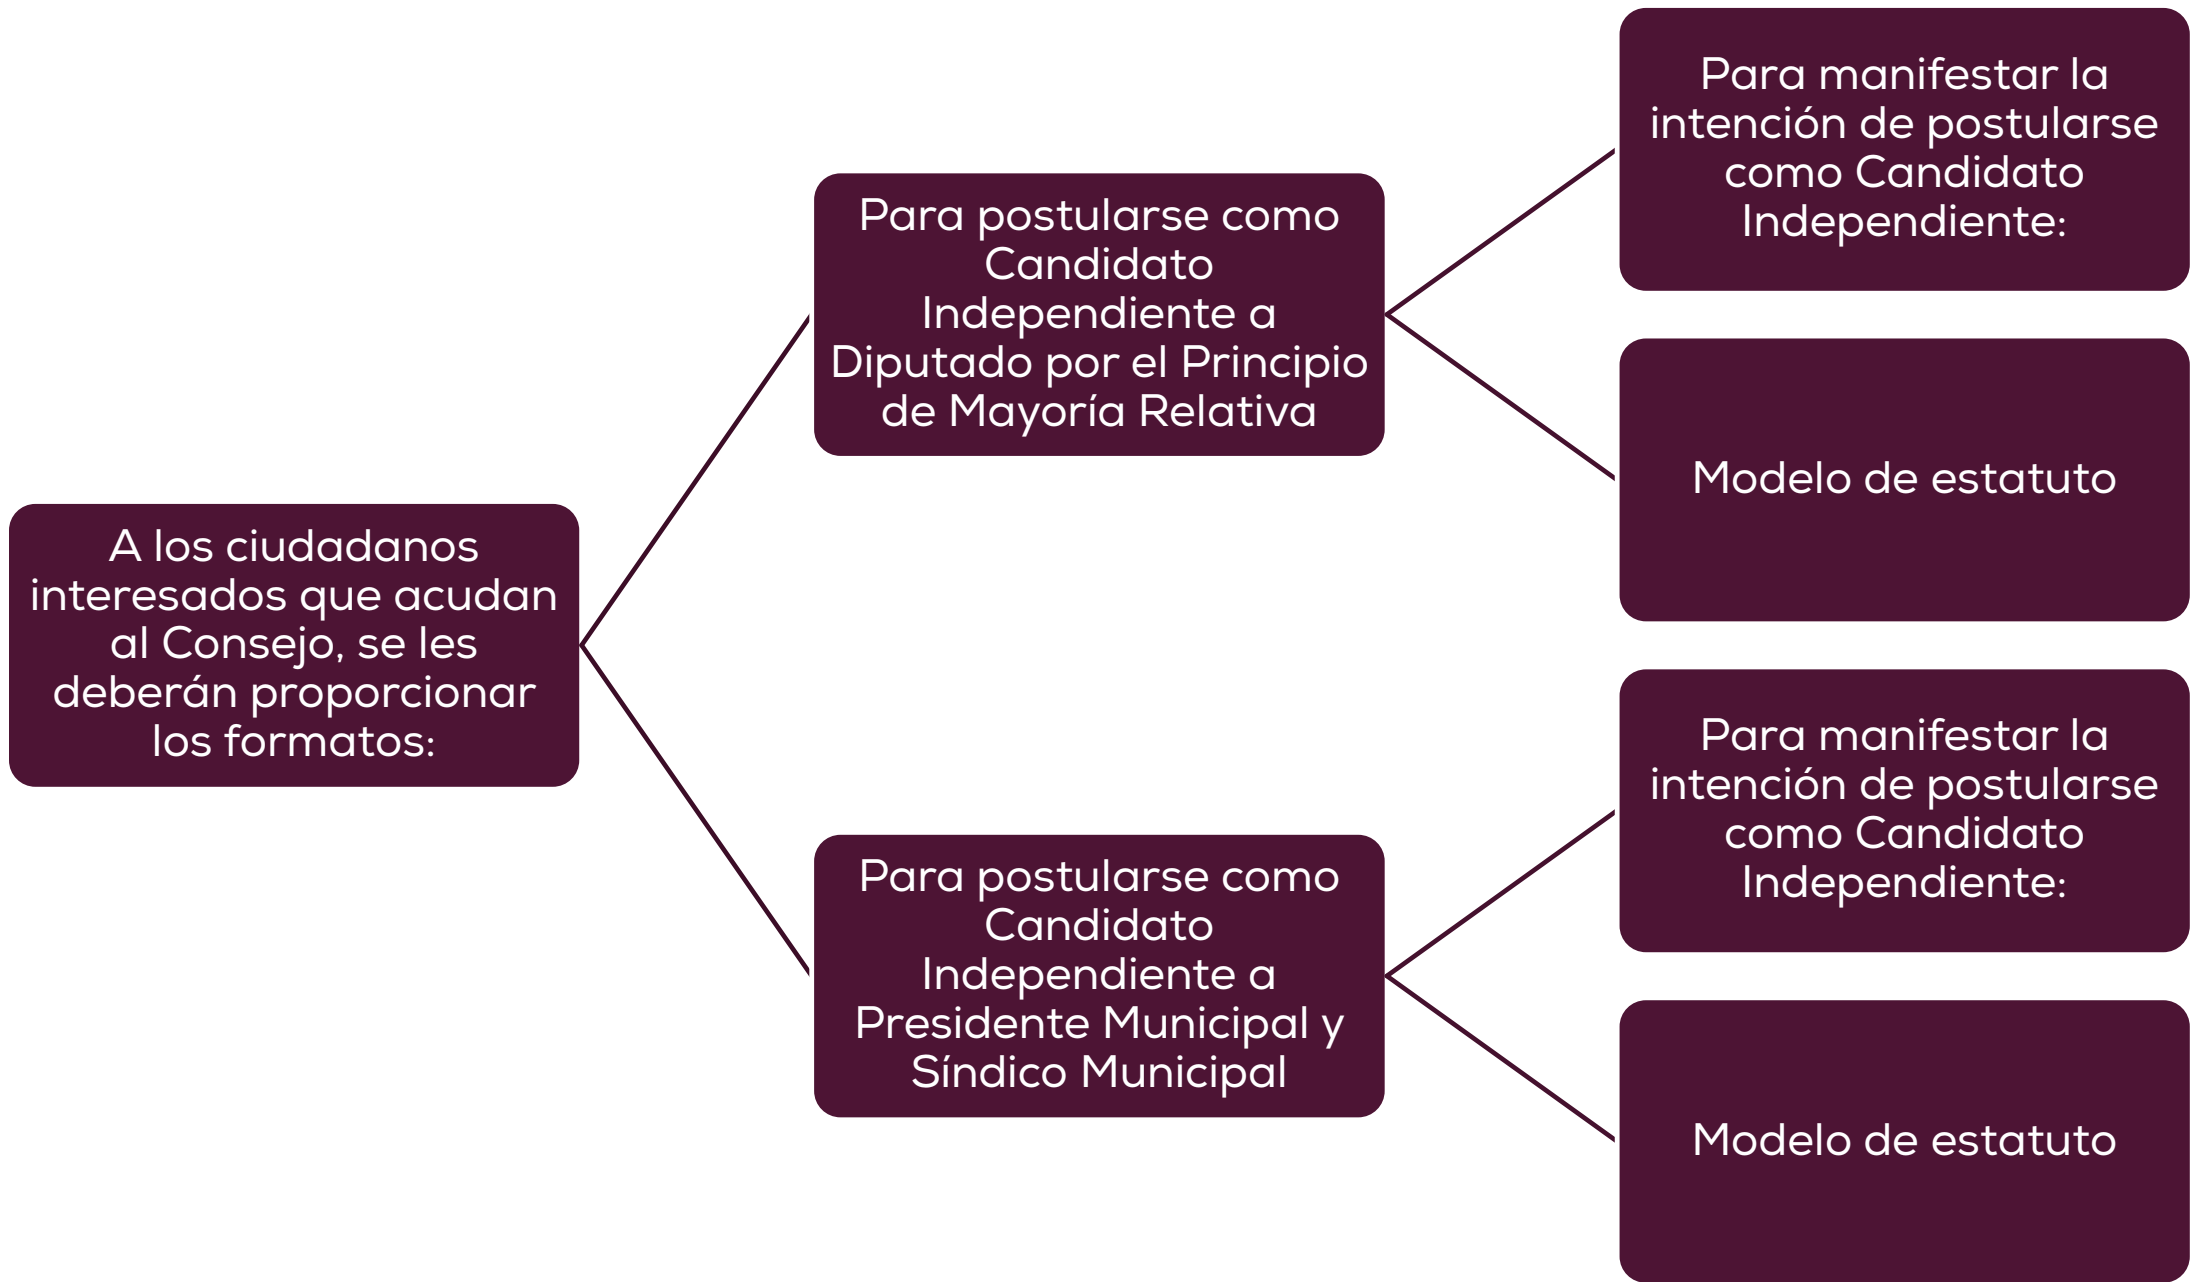 A los ciudadanos
interesados que acudan
al Consejo, se les
deberán proporcionar
los formatos:
Para postularse como
Candidato
Independiente a
Diputado por el Principio
de Mayoría Relativa
Para manifestar la
intención de postularse
como Candidato
Independiente:
Modelo de estatuto
Para postularse como
Candidato
Independiente a
Presidente Municipal y
Síndico Municipal
Para manifestar la
intención de postularse
como Candidato
Independiente:
Modelo de estatuto